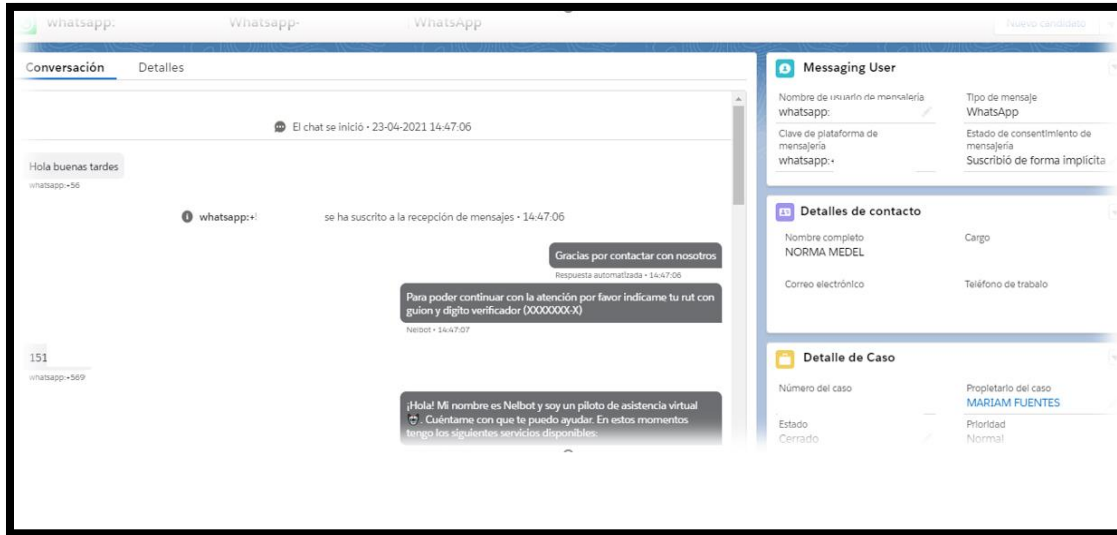 whatsapp:
Whatsapp-
WhatsApp
Nuevo candidato
Conversación
Detalles
El chat se inició • 23-04-2021 14:47:06
Hola buenas tardes
whatsapp:+56
whatsapp:+
se ha suscrito a la recepción de mensajes • 14:47:06
Gracias por contactar con nosotros
Respuesta automatizada • 14:47:06
Para poder continuar con la atención por favor indícame tu rut con
guion y digito verificador (XXXXXXX-X)
Nelbot • 14:47:07
151
whatsapp:+569
¡Hola! Mi nombre es Nelbot y soy un piloto de asistencia virtual
. Cuéntame con que te puedo ayudar. En estos momentos
tengo los siguientes servicios disponibles:
Messaging User
Nombre de usuario de mensajería
whatsapp:
Tipo de mensaje
WhatsApp
Clave de plataforma de
mensajería
whatsapp:+
Estado de consentimiento de
mensajería
Suscribió de forma implícita
Detalles de contacto
Nombre completo
NORMA MEDEL
Cargo
Correo electrónico
Teléfono de trabajo
Detalle de Caso
Número del caso
Propietario del caso
MARIAM FUENTES
Estado
Cerrado
Prioridad
Normal